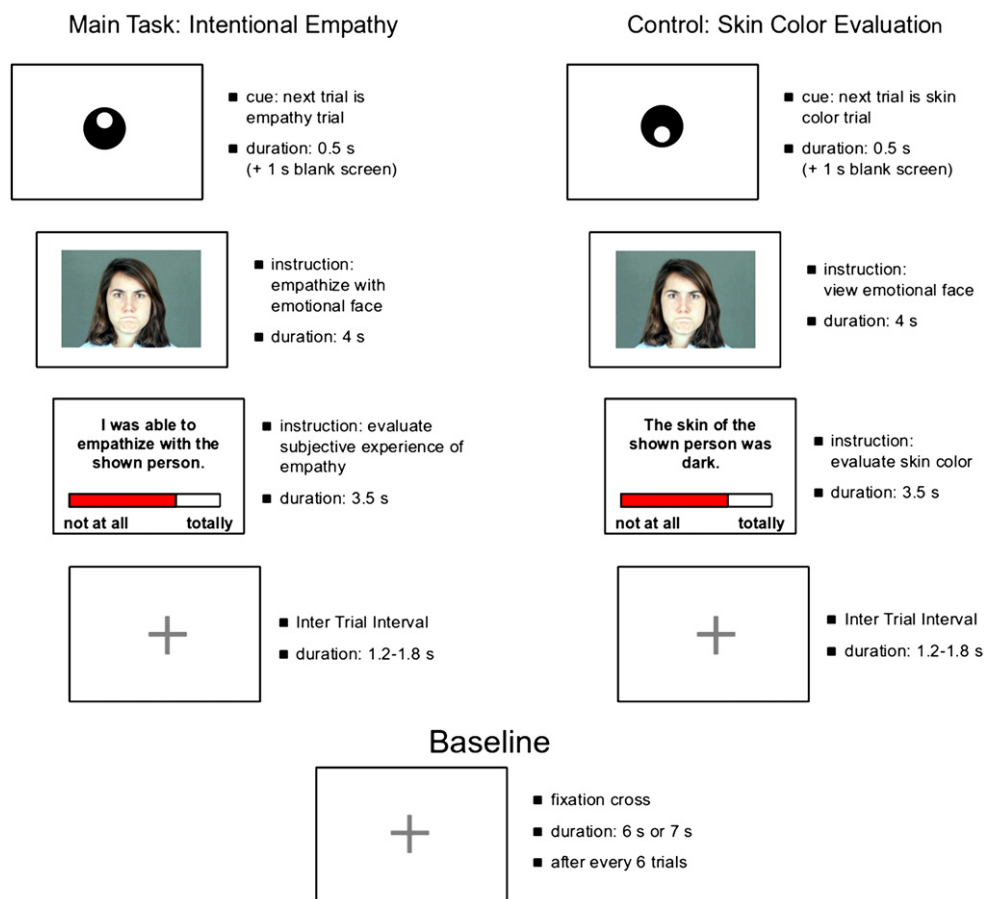 Main Task: Intentional Empathy
Control: Skin Color Evaluation
■ cue: next trial is
empathy trial
■ duration: 0.5 s
(+ 1 s blank screen)
■ cue: next trial is skin
color trial
■ duration: 0.5 s
(+ 1 s blank screen)
■ instruction:
empathize with
emotional face
■ duration: 4 s
■ instruction:
view emotional face
■ duration: 4 s
I was able to
empathize with the
shown person.
not at all totally
■ instruction: evaluate
subjective experience of
empathy
■ duration: 3.5 s
The skin of the
shown person was
dark.
not at all totally
■ instruction:
evaluate skin color
■ duration: 3.5 s
■ Inter Trial Interval
■ duration: 1.2-1.8 s
■ Inter Trial Interval
■ duration: 1.2-1.8 s
Baseline
■ fixation cross
■ duration: 6 s or 7 s
■ after every 6 trials